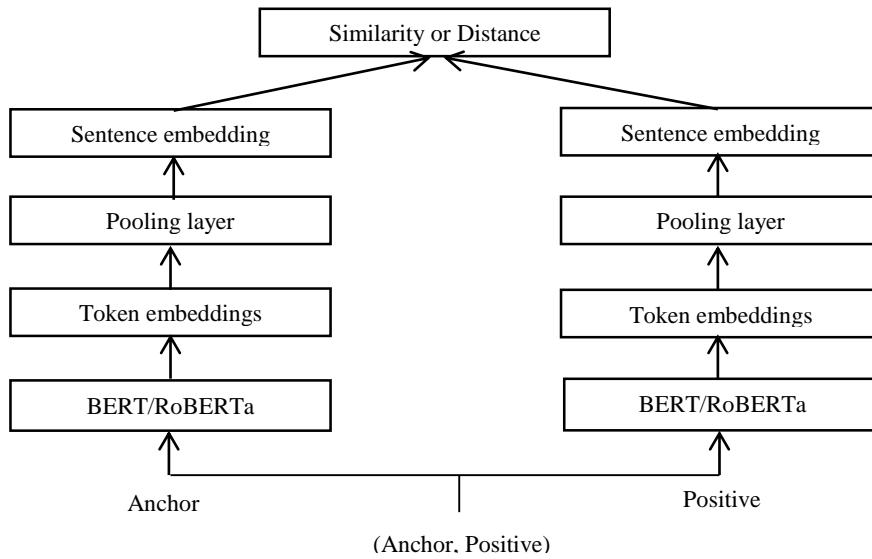 Similarity or Distance
Sentence embedding
Sentence embedding
Pooling layer
Pooling layer
Token embeddings
Token embeddings
BERT/RoBERTa
BERT/RoBERTa
Anchor
Positive
(Anchor, Positive)